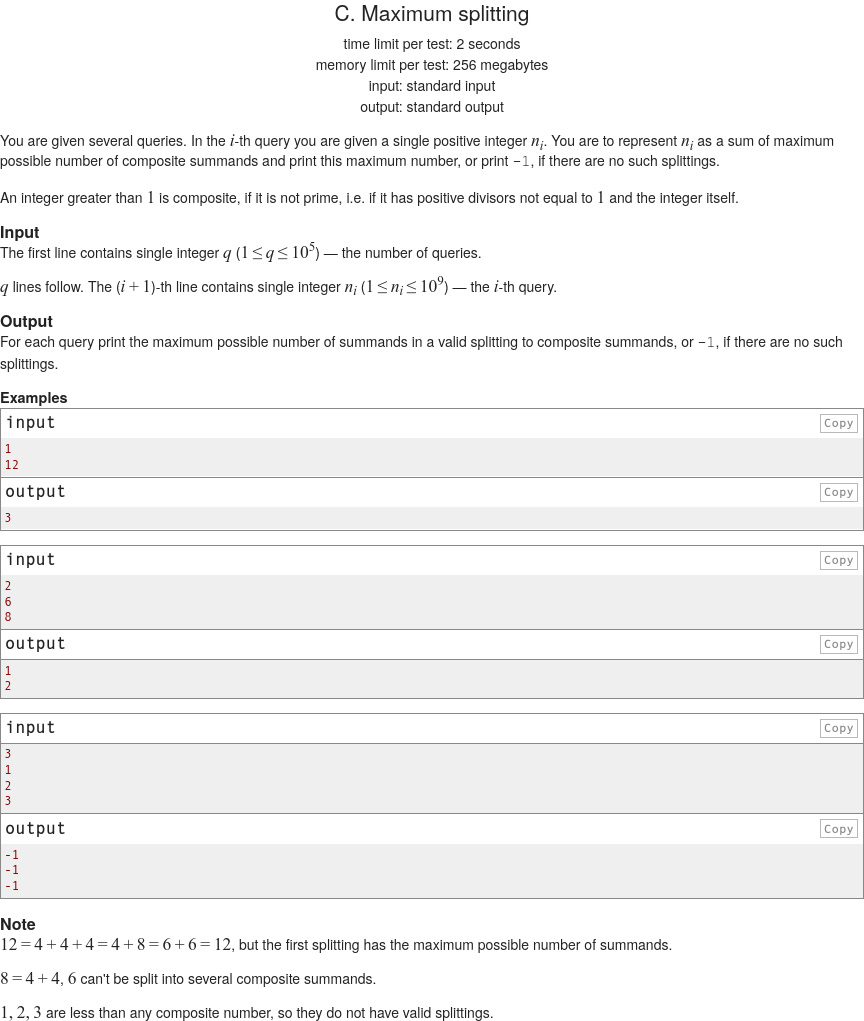 C. Maximum splitting
time limit per test: 2 seconds
memory limit per test: 256 megabytes
input: standard input
output: standard output
You are given several queries. In the i-th query you are given a single positive integer n_i. You are to represent n_i as a sum of maximum
possible number of composite summands and print this maximum number, or print -1, if there are no such splittings.
An integer greater than 1 is composite, if it is not prime, i.e. if it has positive divisors not equal to 1 and the integer itself.
Input
The first line contains single integer q (1 ≤ q ≤ 10^5) — the number of queries.
q lines follow. The (i + 1)-th line contains single integer n_i (1 ≤ n_i ≤ 10^9) — the i-th query.
Output
For each query print the maximum possible number of summands in a valid splitting to composite summands, or -1, if there are no such
splittings.
Examples
input Copy
1
12
output Copy
3
input Copy
2
6
8
output Copy
1
2
input Copy
3
1
2
3
output Copy
-1
-1
-1
Note
12 = 4 + 4 + 4 = 4 + 8 = 6 + 6 = 12, but the first splitting has the maximum possible number of summands.
8 = 4 + 4, 6 can't be split into several composite summands.
1, 2, 3 are less than any composite number, so they do not have valid splittings.